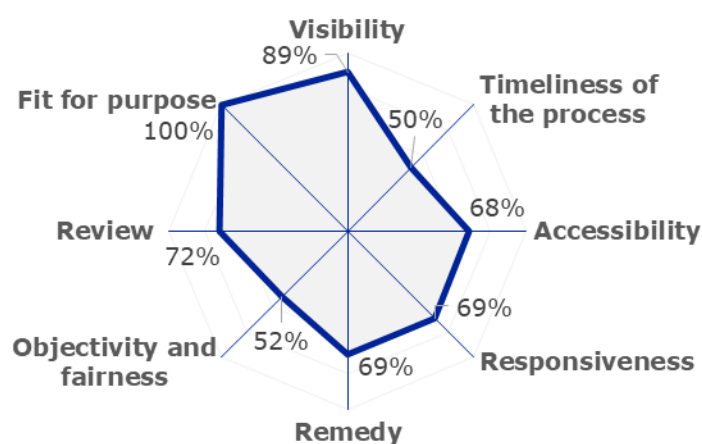 Visibility
89%
Timeliness of
the process
50%
Fit for purpose
100%
68%
Accessibility
Review
72%
69%
Responsiveness
Objectivity and
fairness
52%
69%
Remedy